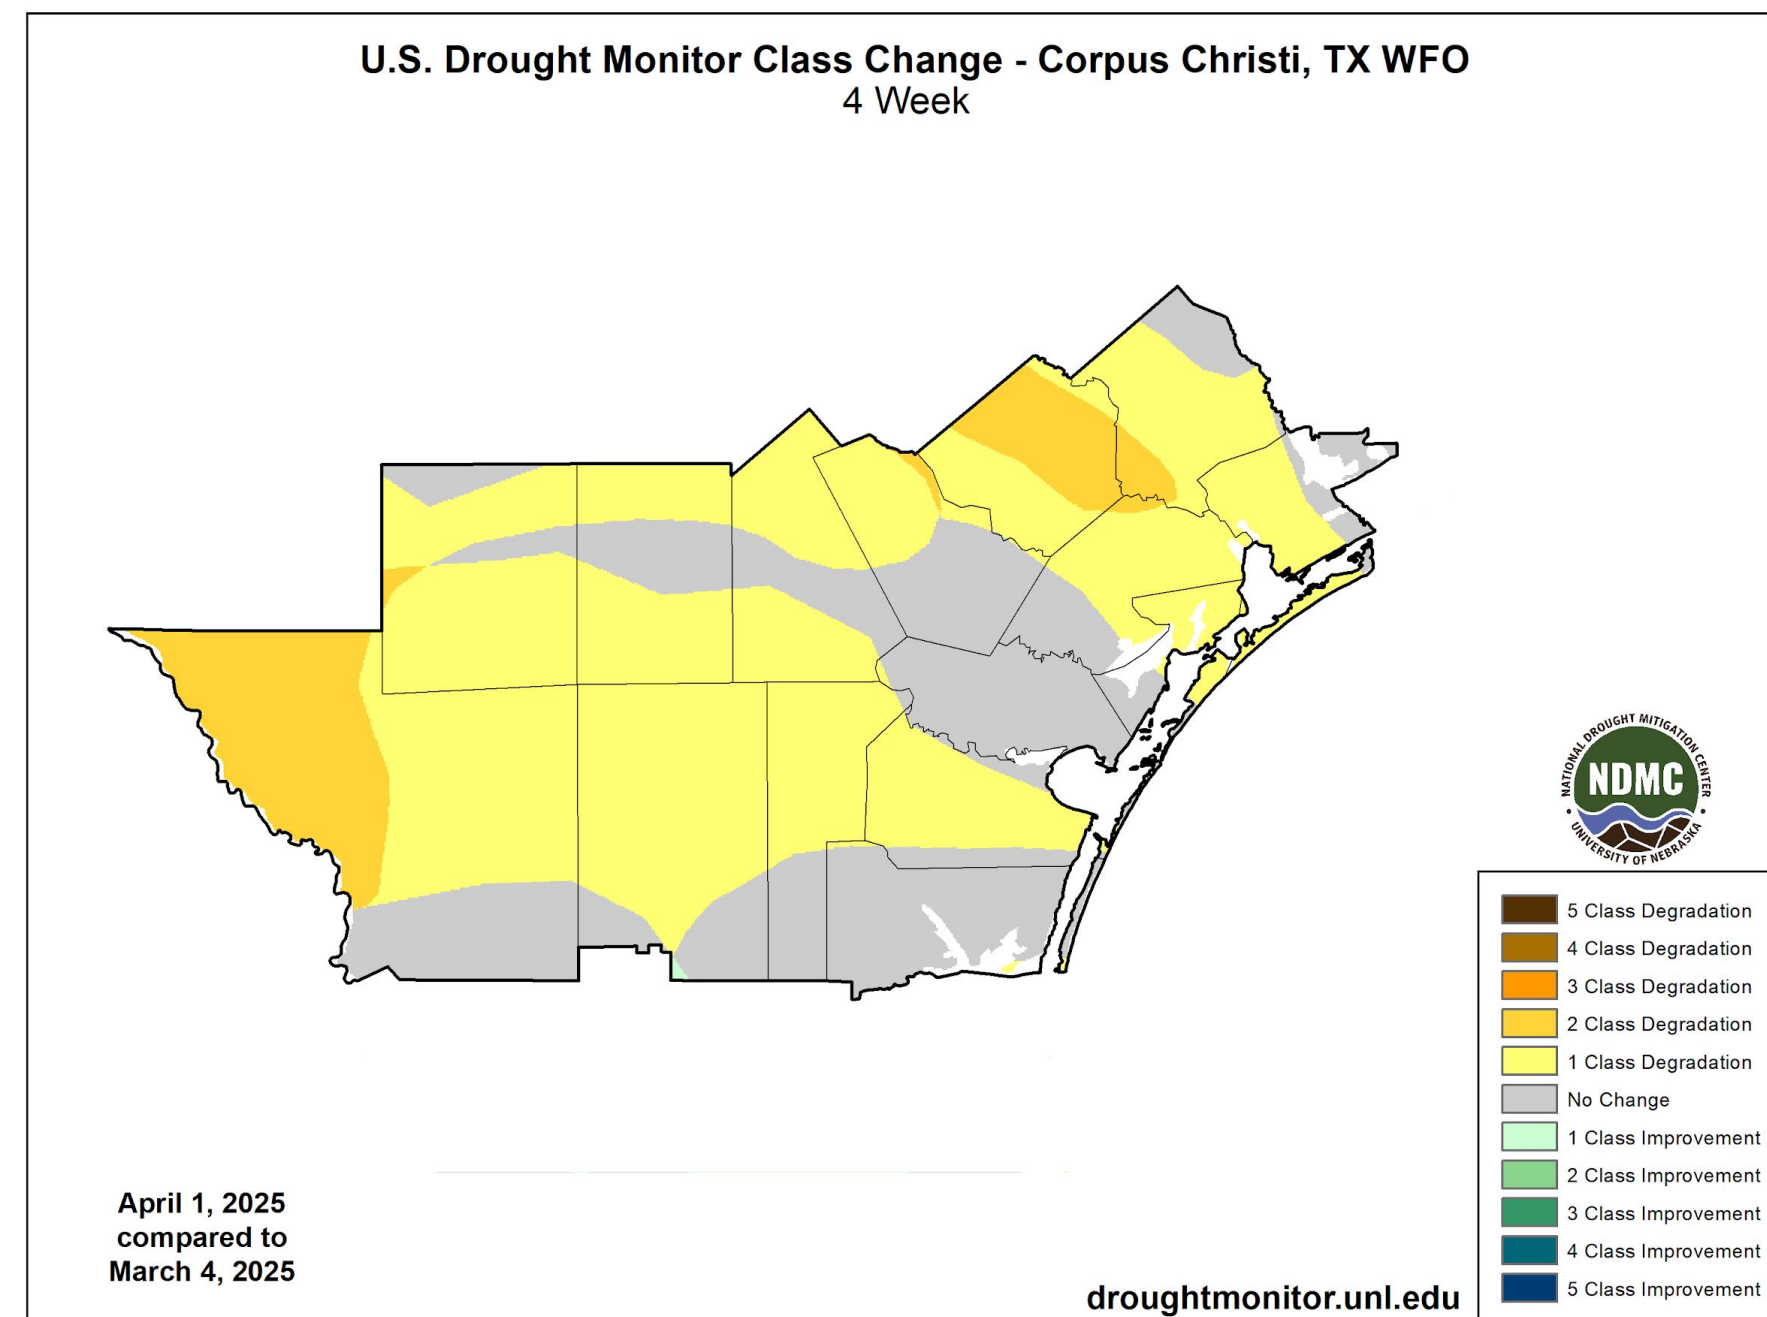 U.S. Drought Monitor Class Change - Corpus Christi, TX WFO
4 Week
NATIONAL DROUGHT MITIGATION CENTER
NDMC
UNIVERSITY OF NEBRASKA
5 Class Degradation
4 Class Degradation
3 Class Degradation
2 Class Degradation
1 Class Degradation
No Change
1 Class Improvement
2 Class Improvement
3 Class Improvement
4 Class Improvement
5 Class Improvement
April 1, 2025
compared to
March 4, 2025
droughtmonitor.unl.edu